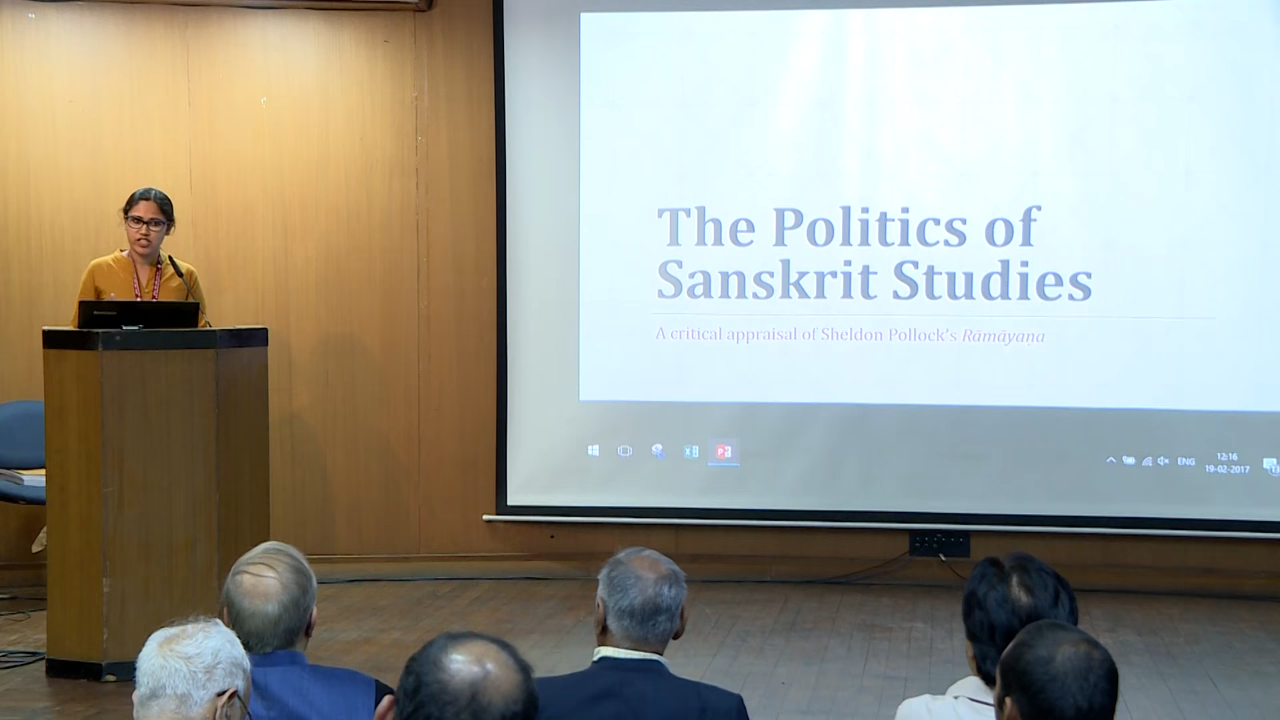 The Politics of
Sanskrit Studies
A critical appraisal of Sheldon Pollock's Rāmāyaṇa
ENG
12:16
19-02-2017